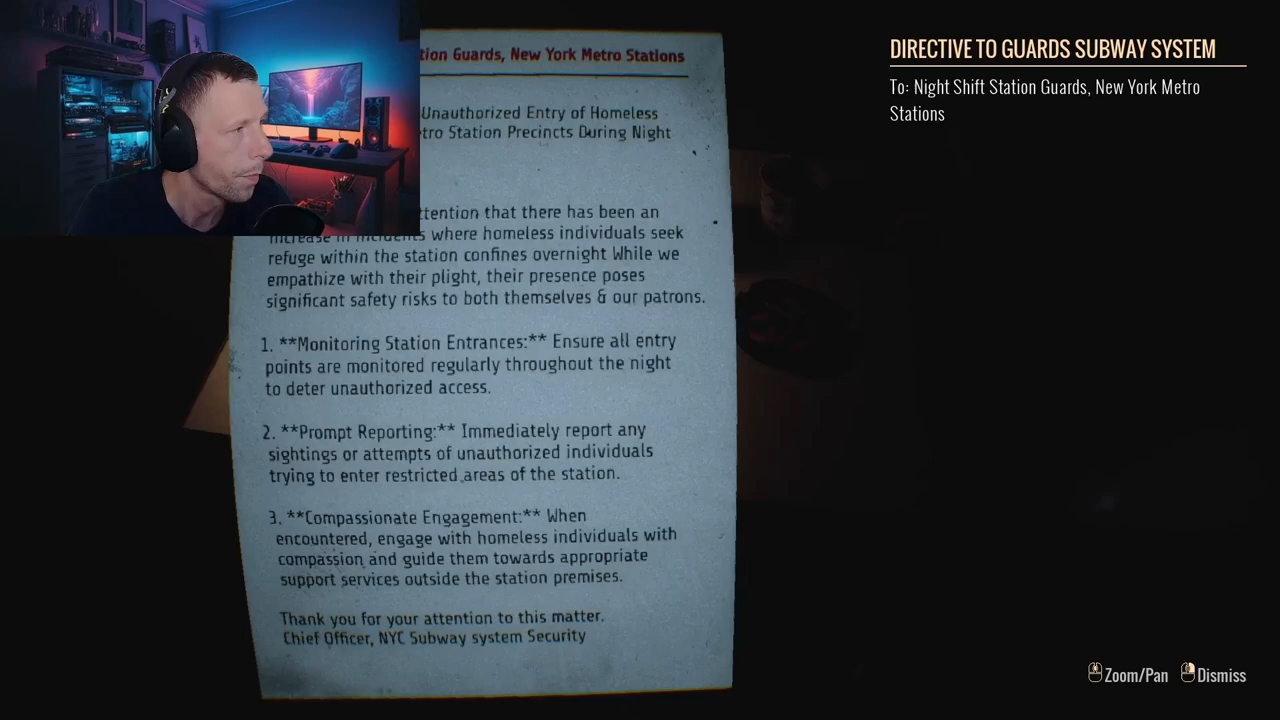 tion Guards, New York Metro Stations
Unauthorized Entry of Homeless
tro Station Precincts During Night
ttention that there has been an
increase in incidents where homeless individuals seek
refuge within the station confines overnight While we
empathize with their plight, their presence poses
significant safety risks to both themselves & our patrons.
1. **Monitoring Station Entrances:** Ensure all entry
points are monitored regularly throughout the night
to deter unauthorized access.
2. **Prompt Reporting:** Immediately report any
sightings or attempts of unauthorized individuals
trying to enter restricted areas of the station.
3. **Compassionate Engagement:** When
encountered, engage with homeless individuals with
compassion and guide them towards appropriate
support services outside the station premises.
Thank you for your attention to this matter.
Chief Officer, NYC Subway system Security
DIRECTIVE TO GUARDS SUBWAY SYSTEM
To: Night Shift Station Guards, New York Metro
Stations
Zoom/Pan
Dismiss